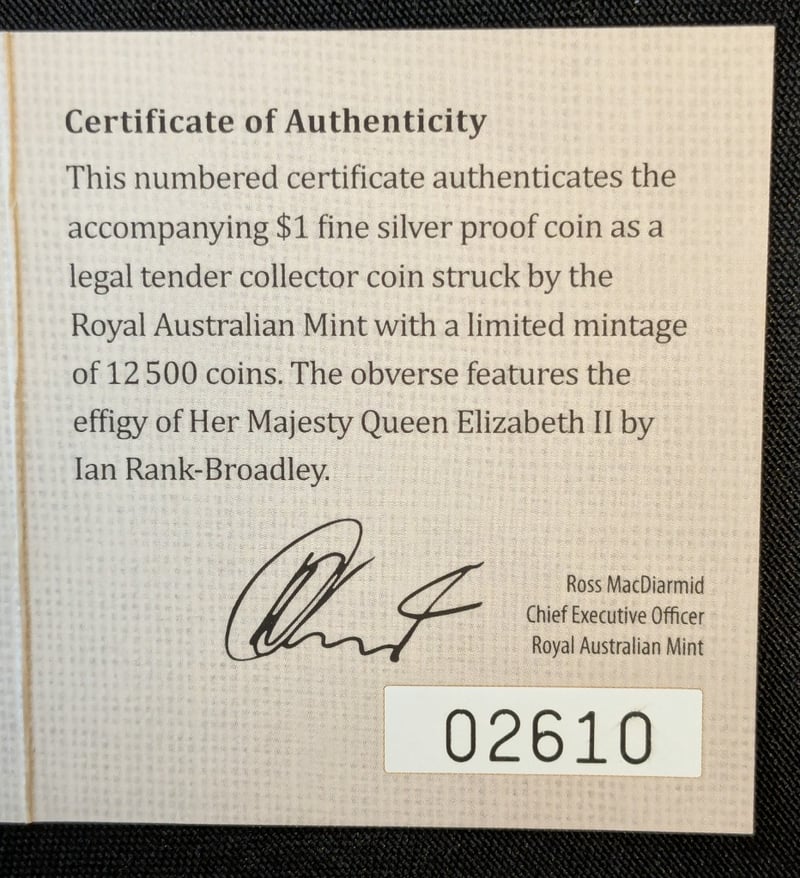 Certificate of Authenticity
This numbered certificate authenticates the
accompanying $1 fine silver proof coin as a
legal tender collector coin struck by the
Royal Australian Mint with a limited mintage
of 12 500 coins. The obverse features the
effigy of Her Majesty Queen Elizabeth II by
Ian Rank-Broadley.
Ross MacDiarmid
Chief Executive Officer
Royal Australian Mint
02610